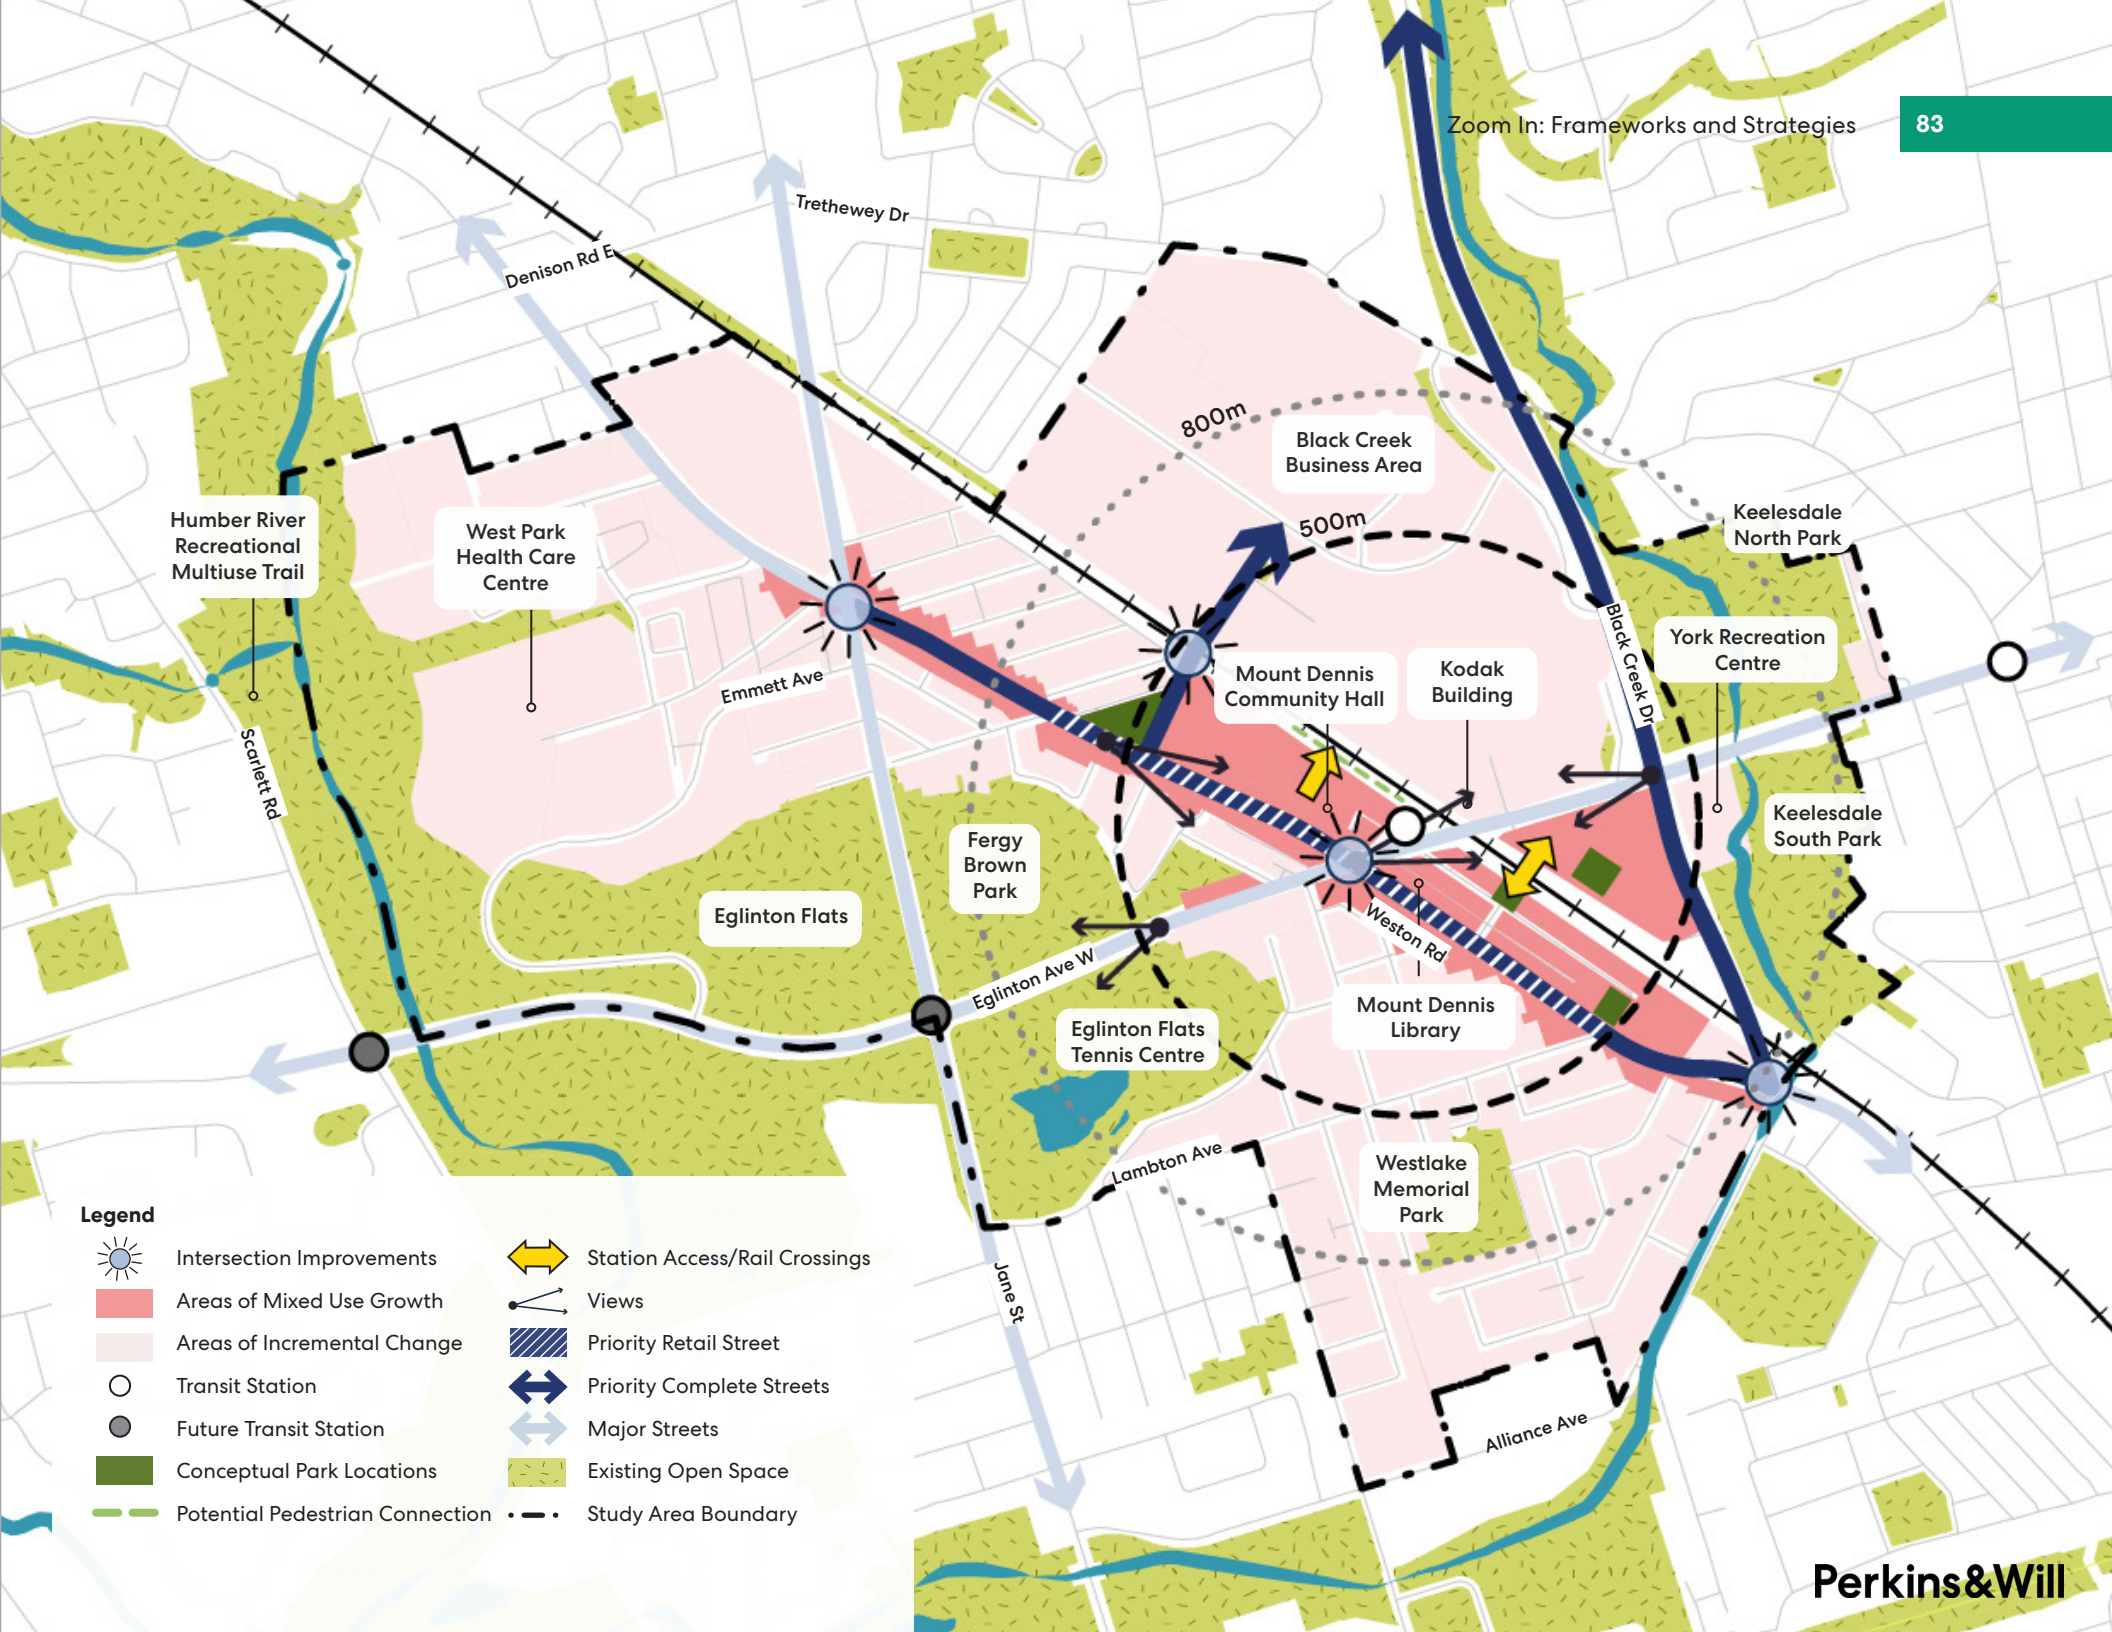 Zoom In: Frameworks and Strategies
83
Trethewey Dr
Denison Rd E
800m
Black Creek
Business Area
500m
Humber River
Recreational
Multiuse Trail
West Park
Health Care
Centre
Keelesdale
North Park
Black Creek Dr
York Recreation
Centre
Mount Dennis
Community Hall
Kodak
Building
Emmett Ave
Scarlett Rd
Keelesdale
South Park
Fergy
Brown
Park
Eglinton Flats
Weston Rd
Eglinton Ave W
Mount Dennis
Library
Eglinton Flats
Tennis Centre
Lambton Ave
Westlake
Memorial
Park
Jane St
Alliance Ave
Legend
Intersection Improvements
Areas of Mixed Use Growth
Areas of Incremental Change
Transit Station
Future Transit Station
Conceptual Park Locations
Potential Pedestrian Connection
Station Access/Rail Crossings
Views
Priority Retail Street
Priority Complete Streets
Major Streets
Existing Open Space
Study Area Boundary
Perkins&Will